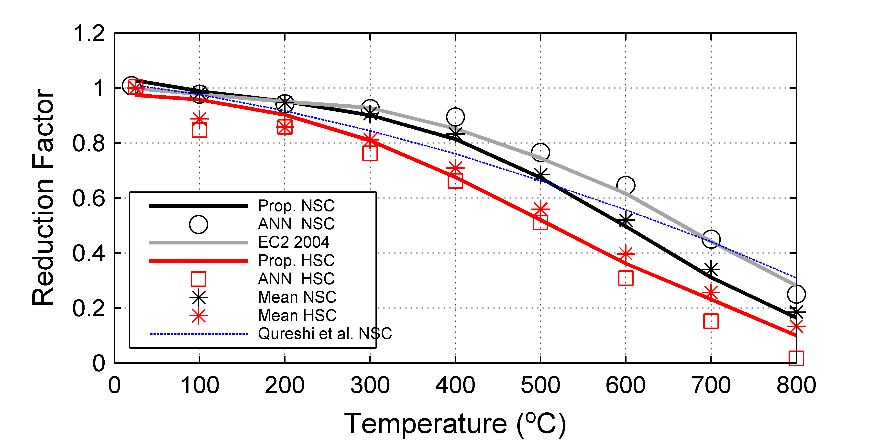 1.2
1
0.8
0.6
0.4
0.2
0
Reduction Factor
Prop. NSC
ANN NSC
EC2 2004
Prop. HSC
ANN HSC
Mean NSC
Mean HSC
Qureshi et al. NSC
0 100 200 300 400 500 600 700 800
Temperature (ºC)